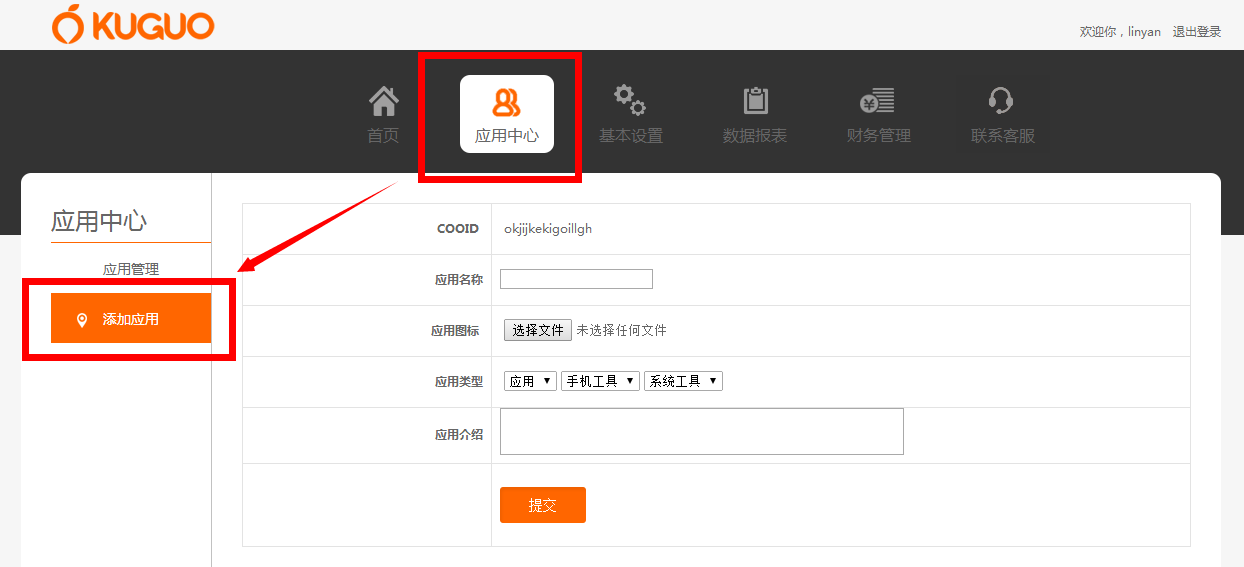 KUGUO
欢迎你，linyan 退出登录
首页 应用中心 基本设置 数据报表 财务管理 联系客服
应用中心
应用管理
添加应用
COOID okjijkekigoillgh
应用名称
应用图标 选择文件 未选择任何文件
应用类型 应用 手机工具 系统工具
应用介绍
提交